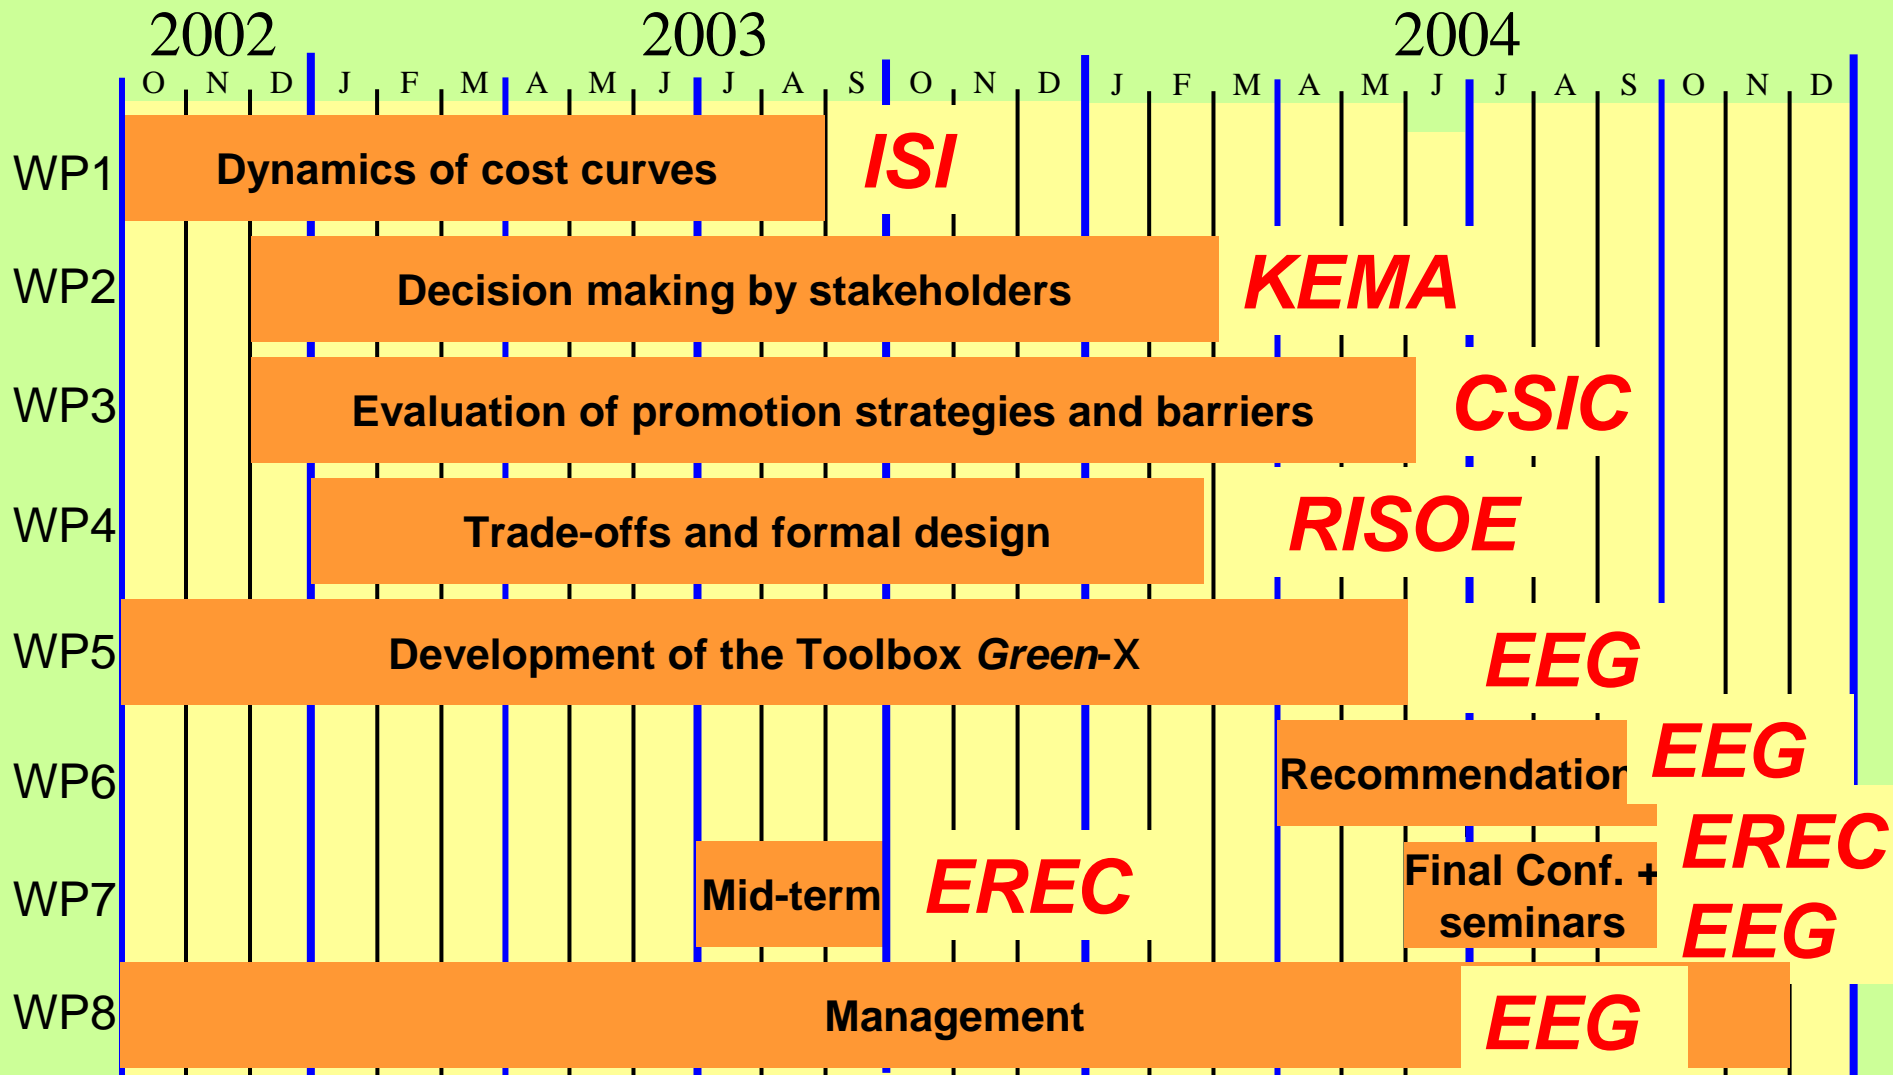 2002 2003 2004
O N D J F M A M J J A S O N D J F M A M J J A S O N D
WP1 Dynamics of cost curves ISI
WP2 Decision making by stakeholders KEMA
WP3 Evaluation of promotion strategies and barriers CSIC
WP4 Trade-offs and formal design RISOE
WP5 Development of the Toolbox Green-X EEG
WP6 Recommendation EEG
WP7 Mid-term EREC Final Conf. + EREC
seminars EEG
WP8 Management EEG